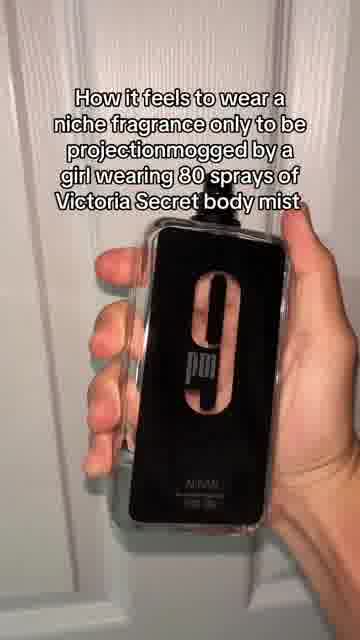 How it feels to wear a
niche fragrance only to be
projectionmogged by a
girl wearing 80 sprays of
Victoria Secret body mist
9
pm
AFNAN